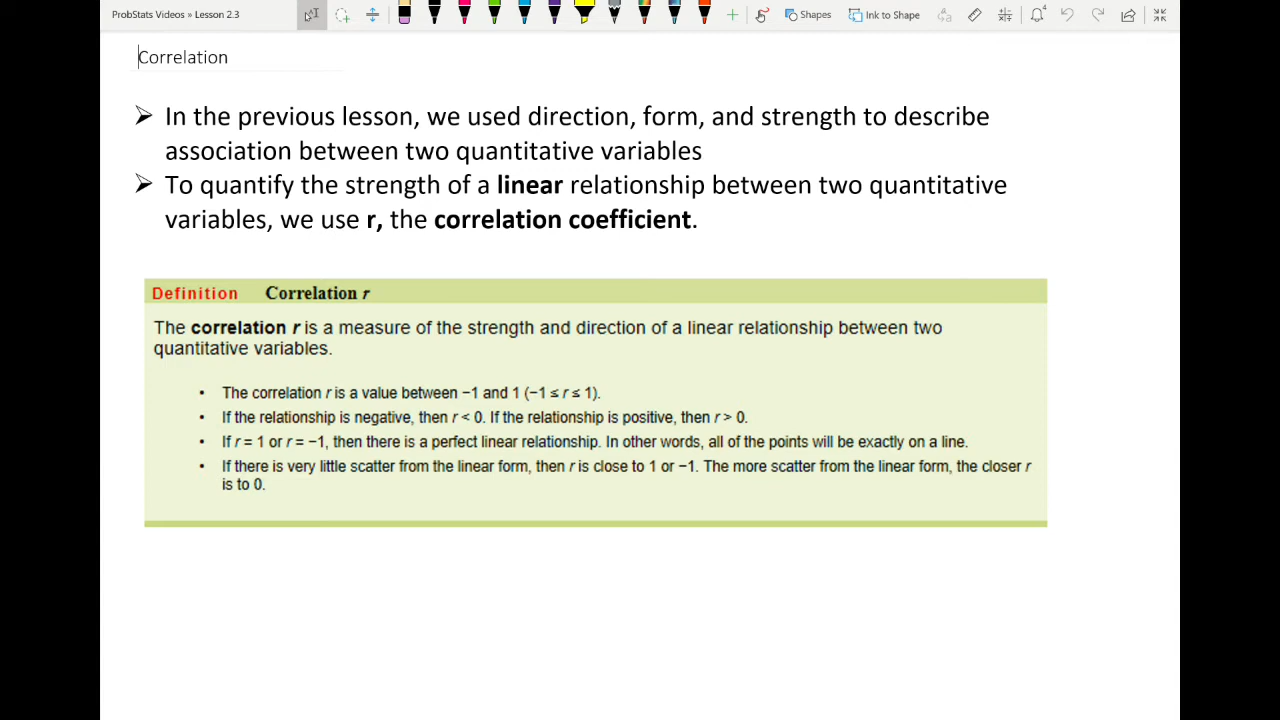 ProbStats Videos » Lesson 2.3
Shapes
Ink to Shape
4
Correlation
➢ In the previous lesson, we used direction, form, and strength to describe
association between two quantitative variables
➢ To quantify the strength of a linear relationship between two quantitative
variables, we use r, the correlation coefficient.
Definition Correlation r
The correlation r is a measure of the strength and direction of a linear relationship between two
quantitative variables.
• The correlation r is a value between −1 and 1 (−1 ≤ r ≤ 1).
• If the relationship is negative, then r < 0. If the relationship is positive, then r > 0.
• If r = 1 or r = −1, then there is a perfect linear relationship. In other words, all of the points will be exactly on a line.
• If there is very little scatter from the linear form, then r is close to 1 or −1. The more scatter from the linear form, the closer r
is to 0.